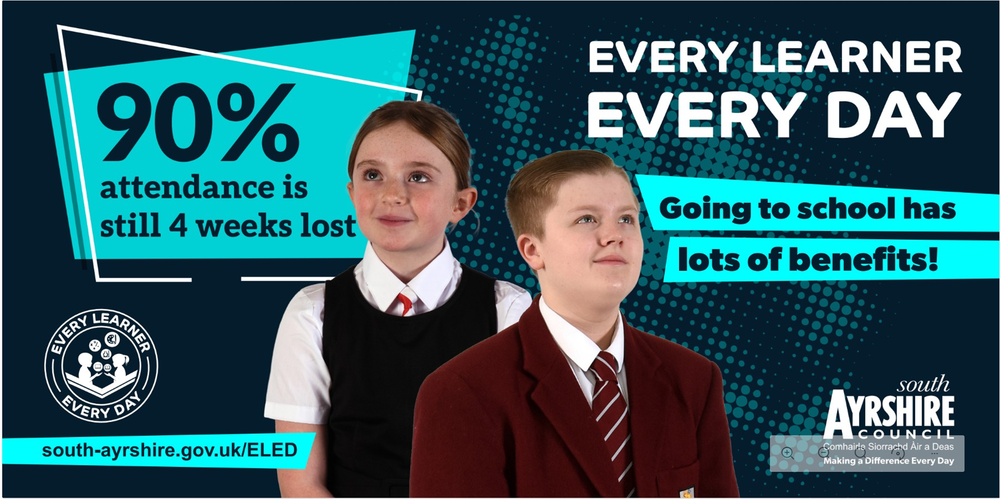 90%
attendance is
still 4 weeks lost
EVERY LEARNER
EVERY DAY
Going to school has
lots of benefits!
EVERY LEARNER
EVERY DAY
south-ayrshire.gov.uk/ELED
south
AYRSHIRE
COUNCIL
Comhairle Siorrachd Àir a Deas
Making a Difference Every Day